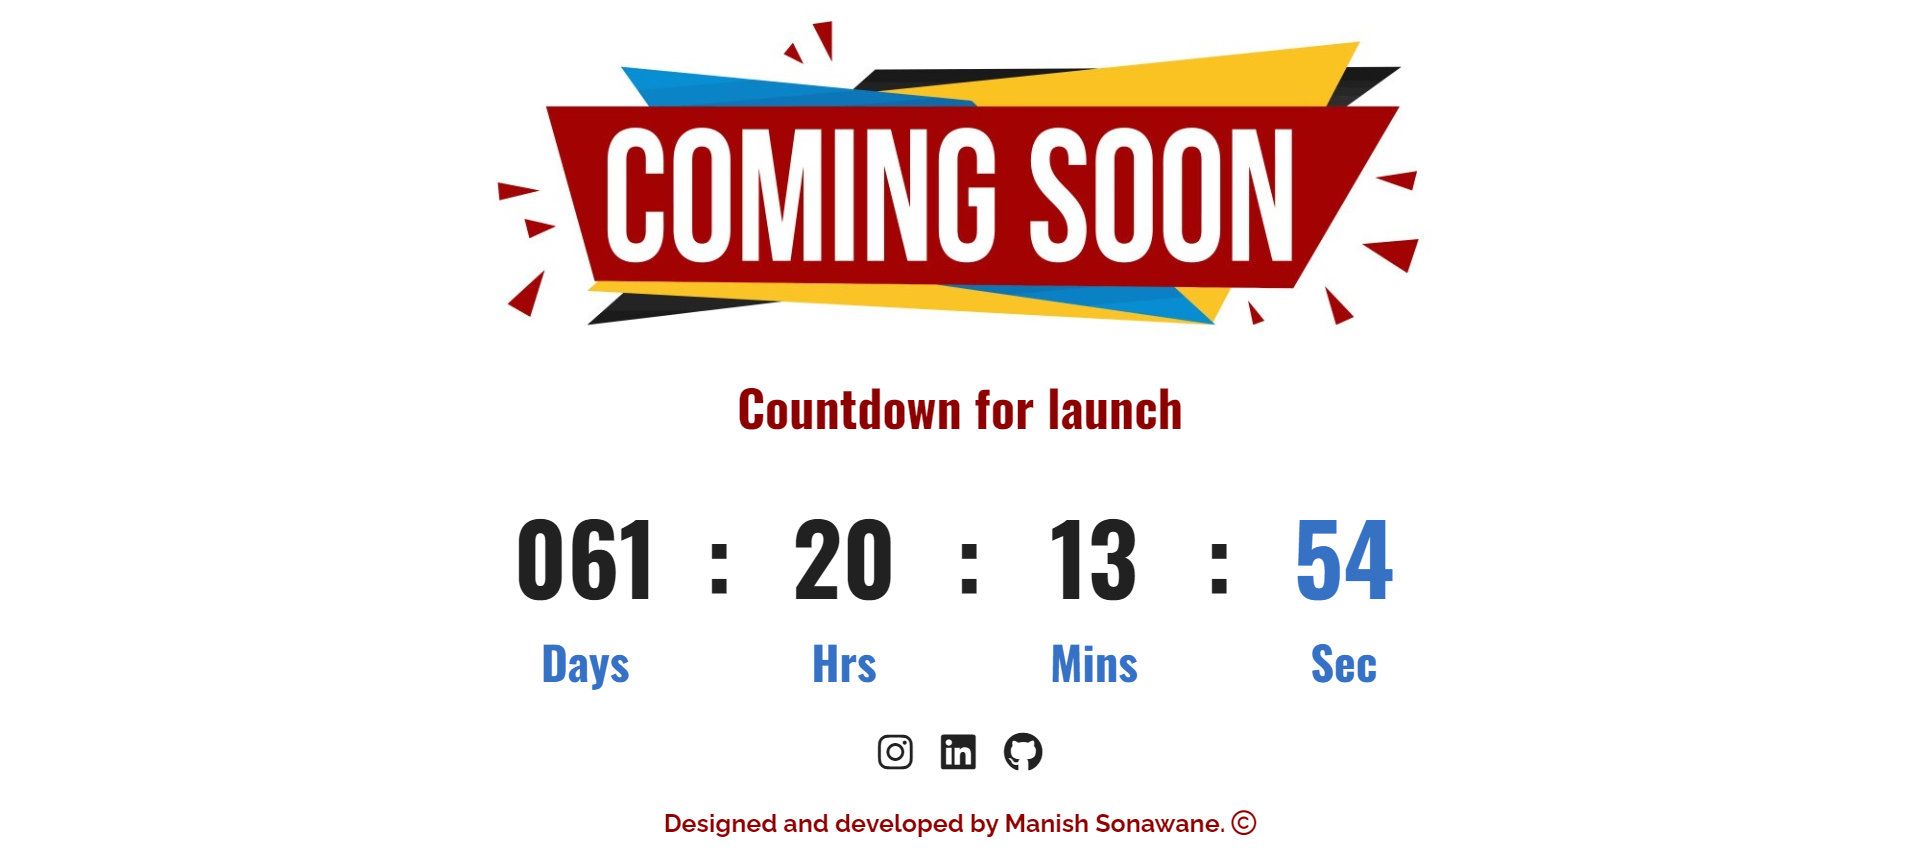 COMING SOON
Countdown for launch
061 : 20 : 13 : 54
Days Hrs Mins Sec
in
Designed and developed by Manish Sonawane. ©